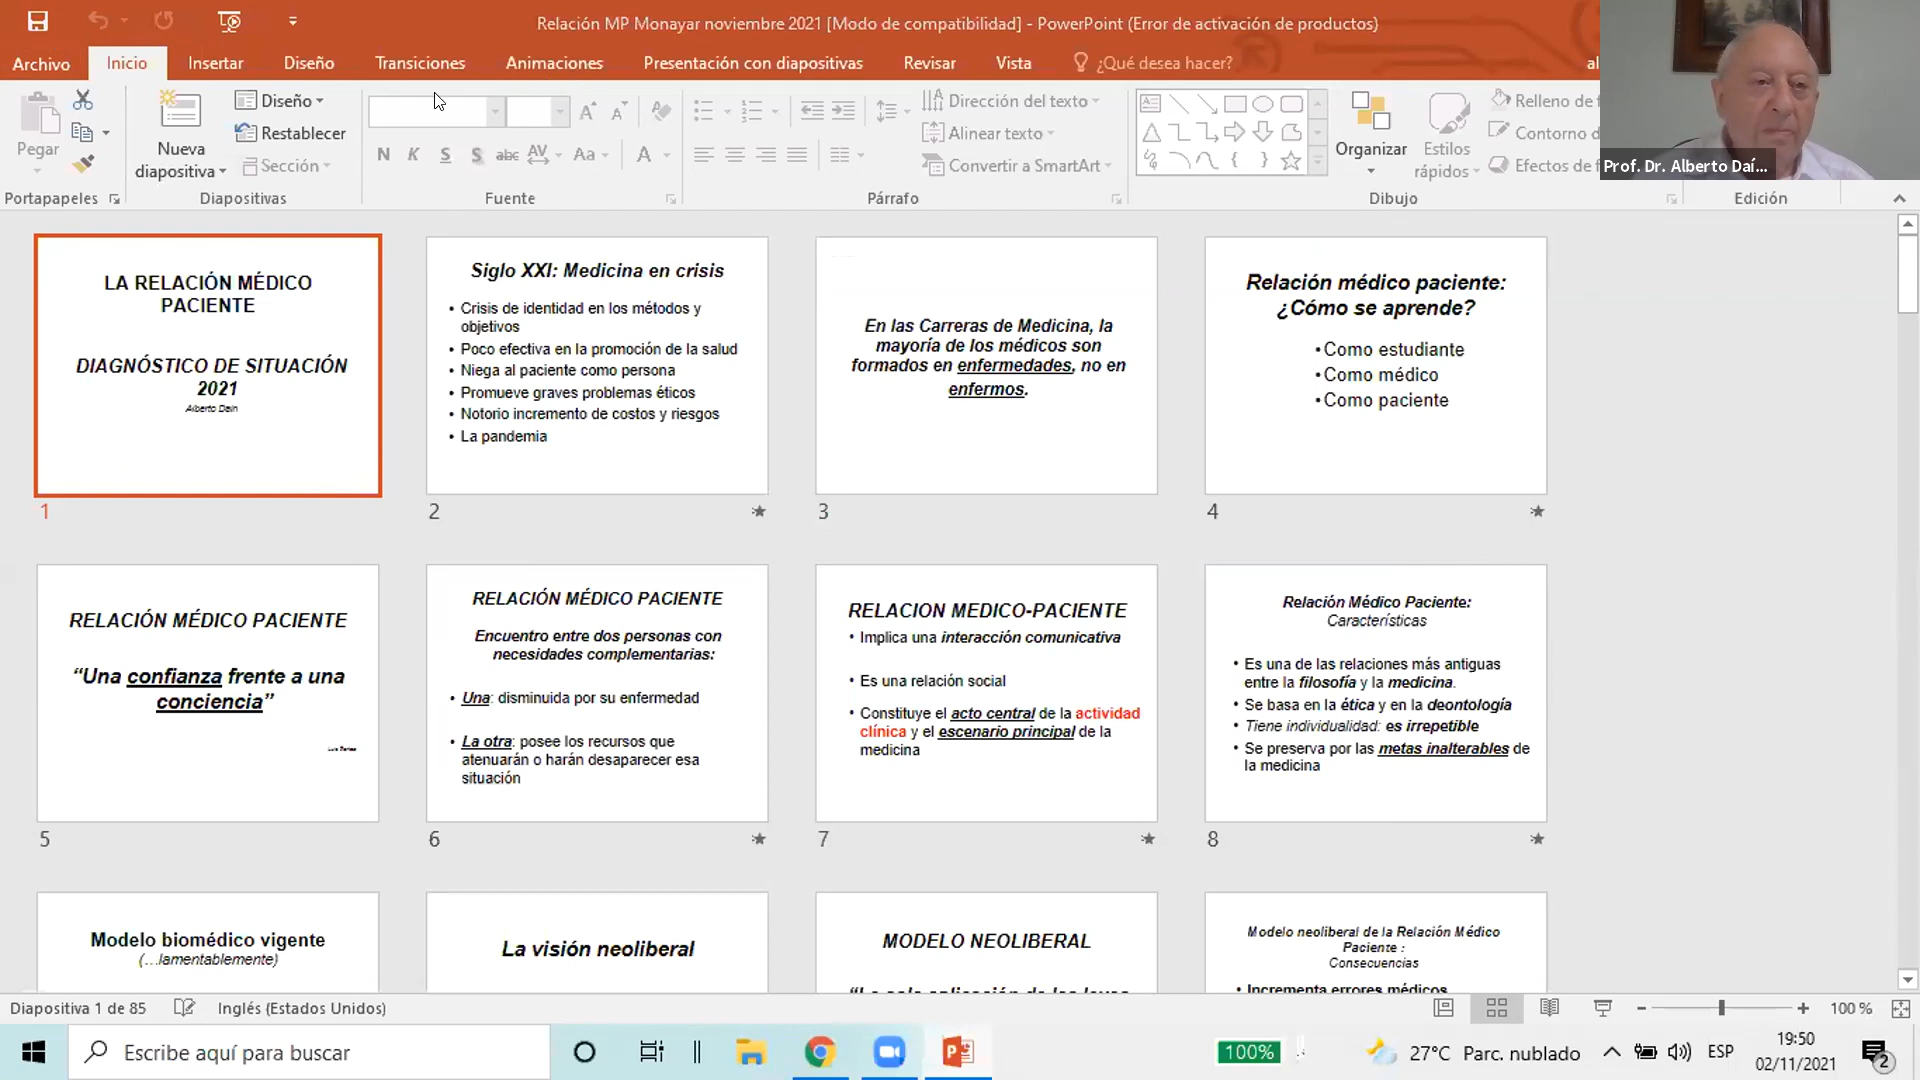 Relación MP Monayar noviembre 2021 [Modo de compatibilidad] - PowerPoint (Error de activación de productos)
Archivo
Inicio
Insertar
Diseño
Transiciones
Animaciones
Presentación con diapositivas
Revisar
Vista
¿Qué desea hacer?
al
Pegar
Nueva
diapositiva
Diseño
Restablecer
Sección
N K S S abc AV Aa A
Dirección del texto
Alinear texto
Convertir a SmartArt
Organizar
Estilos
rápidos
Relleno de f
Contorno d
Efectos de f
Prof. Dr. Alberto Daí...
Portapapeles
Diapositivas
Fuente
Párrafo
Dibujo
Edición
LA RELACIÓN MÉDICO
PACIENTE
DIAGNÓSTICO DE SITUACIÓN
2021
Alberto Daín
1
Siglo XXI: Medicina en crisis
• Crisis de identidad en los métodos y
objetivos
• Poco efectiva en la promoción de la salud
• Niega al paciente como persona
• Promueve graves problemas éticos
• Notorio incremento de costos y riesgos
• La pandemia
2
En las Carreras de Medicina, la
mayoría de los médicos son
formados en enfermedades, no en
enfermos.
3
Relación médico paciente:
¿Cómo se aprende?
• Como estudiante
• Como médico
• Como paciente
4
RELACIÓN MÉDICO PACIENTE
“Una confianza frente a una
conciencia”
5
RELACIÓN MÉDICO PACIENTE
Encuentro entre dos personas con
necesidades complementarias:
• Una: disminuida por su enfermedad
• La otra: posee los recursos que
atenuarán o harán desaparecer esa
situación
6
RELACION MEDICO-PACIENTE
• Implica una interacción comunicativa
• Es una relación social
• Constituye el acto central de la actividad
clínica y el escenario principal de la
medicina
7
Relación Médico Paciente:
Características
• Es una de las relaciones más antiguas
entre la filosofía y la medicina.
• Se basa en la ética y en la deontología
• Tiene individualidad: es irrepetible
• Se preserva por las metas inalterables de
la medicina
8
Modelo biomédico vigente
(…lamentablemente)
La visión neoliberal
MODELO NEOLIBERAL
Modelo neoliberal de la Relación Médico
Paciente :
Consecuencias
• Incrementa errores médicos
Diapositiva 1 de 85
Inglés (Estados Unidos)
100 %
Escribe aquí para buscar
100%
27°C Parc. nublado
ESP
19:50
02/11/2021
2